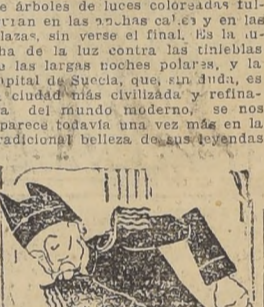 e árboles de luces coloreadas ful-
en las anchas calles y en las
lazas, sin verse el final. Es la lu-
ha de la luz contra las tinieblas
e las largas noches polares, y la
apital de Suecia, que, sin duda, es
ciudad más civilizada y refina-
a del mundo moderno, se nos
parece todavía una vez más en la
radicional belleza de sus leyendas